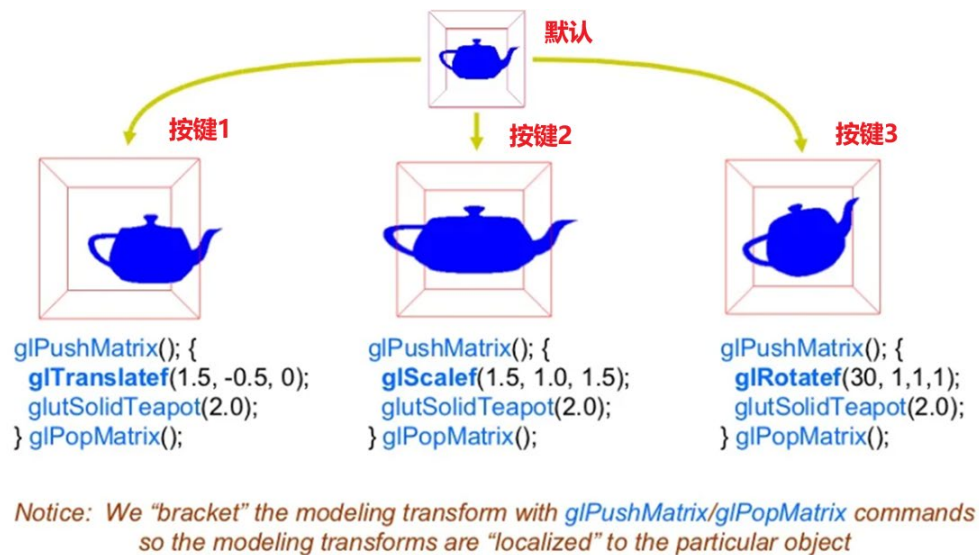 默认
按键1
按键2
按键3
glPushMatrix(); {
glTranslatef(1.5, -0.5, 0);
glutSolidTeapot(2.0);
} glPopMatrix();
glPushMatrix(); {
glScalef(1.5, 1.0, 1.5);
glutSolidTeapot(2.0);
} glPopMatrix();
glPushMatrix(); {
glRotatef(30, 1,1,1);
glutSolidTeapot(2.0);
} glPopMatrix();
Notice: We “bracket” the modeling transform with glPushMatrix/glPopMatrix commands
so the modeling transforms are “localized” to the particular object